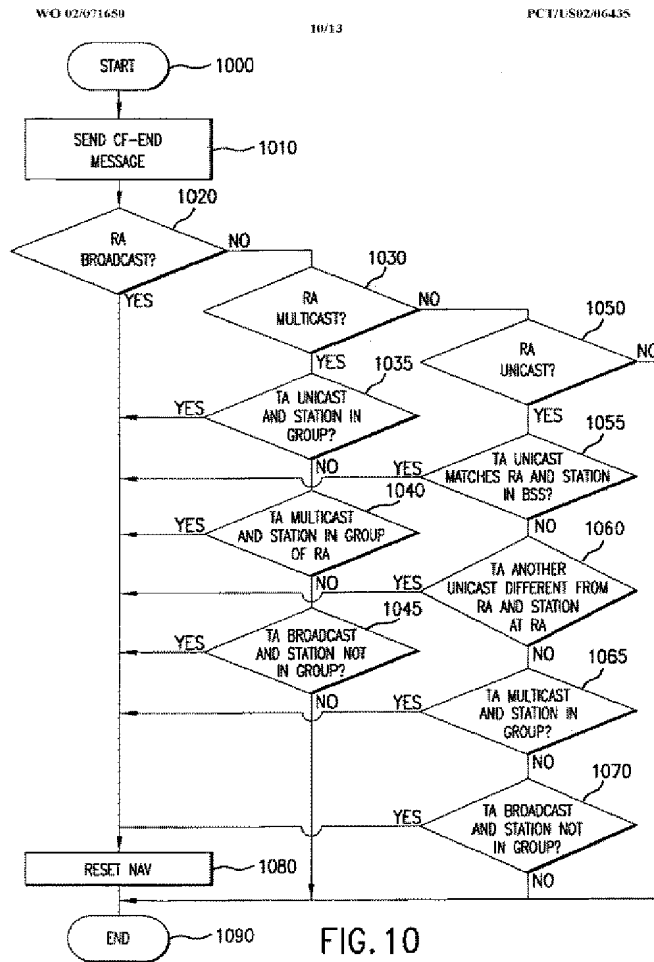 WO 02/071650
PCT/US02/06435
10/13
START
1000
SEND CF-END
MESSAGE
1010
1020
RA
BROADCAST?
NO
YES
1030
RA
MULTICAST?
NO
YES
1050
RA
UNICAST?
NO
YES
1035
TA UNICAST
AND STATION IN
GROUP?
YES
NO
1055
TA UNICAST
MATCHES RA AND STATION
IN BSS?
YES
NO
1040
TA MULTICAST
AND STATION IN GROUP
OF RA
YES
NO
1060
TA ANOTHER
UNICAST DIFFERENT FROM
RA AND STATION
AT RA
YES
NO
1045
TA BROADCAST
AND STATION NOT
IN GROUP?
YES
NO
1065
TA MULTICAST
AND STATION IN
GROUP?
YES
NO
1070
TA BROADCAST
AND STATION NOT
IN GROUP?
YES
NO
RESET NAV
1080
END
1090
FIG. 10